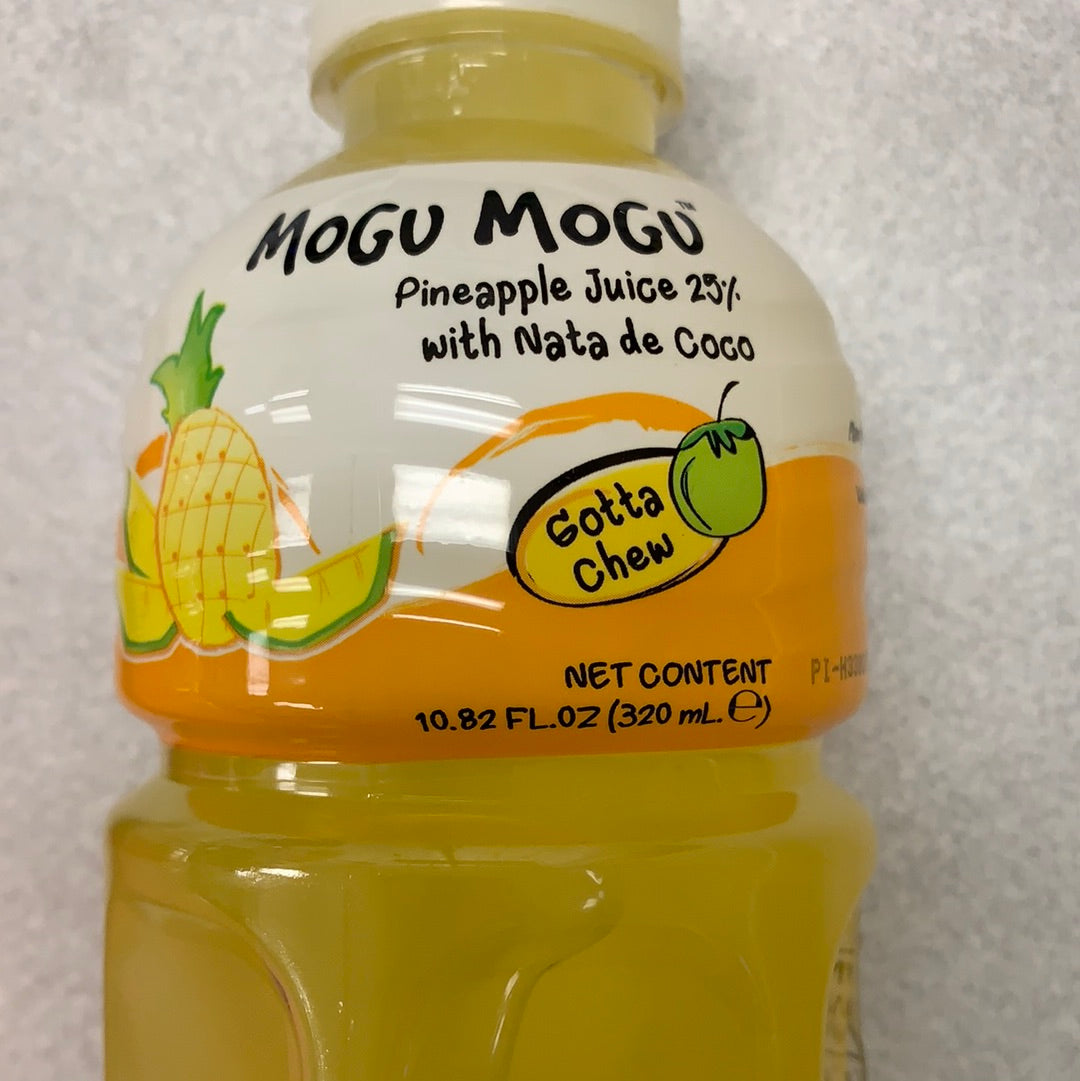 MOGU MOGU™
Pineapple Juice 25%
with Nata de Coco
Gotta
Chew
NET CONTENT
10.82 FL.OZ (320 mL. ℮)